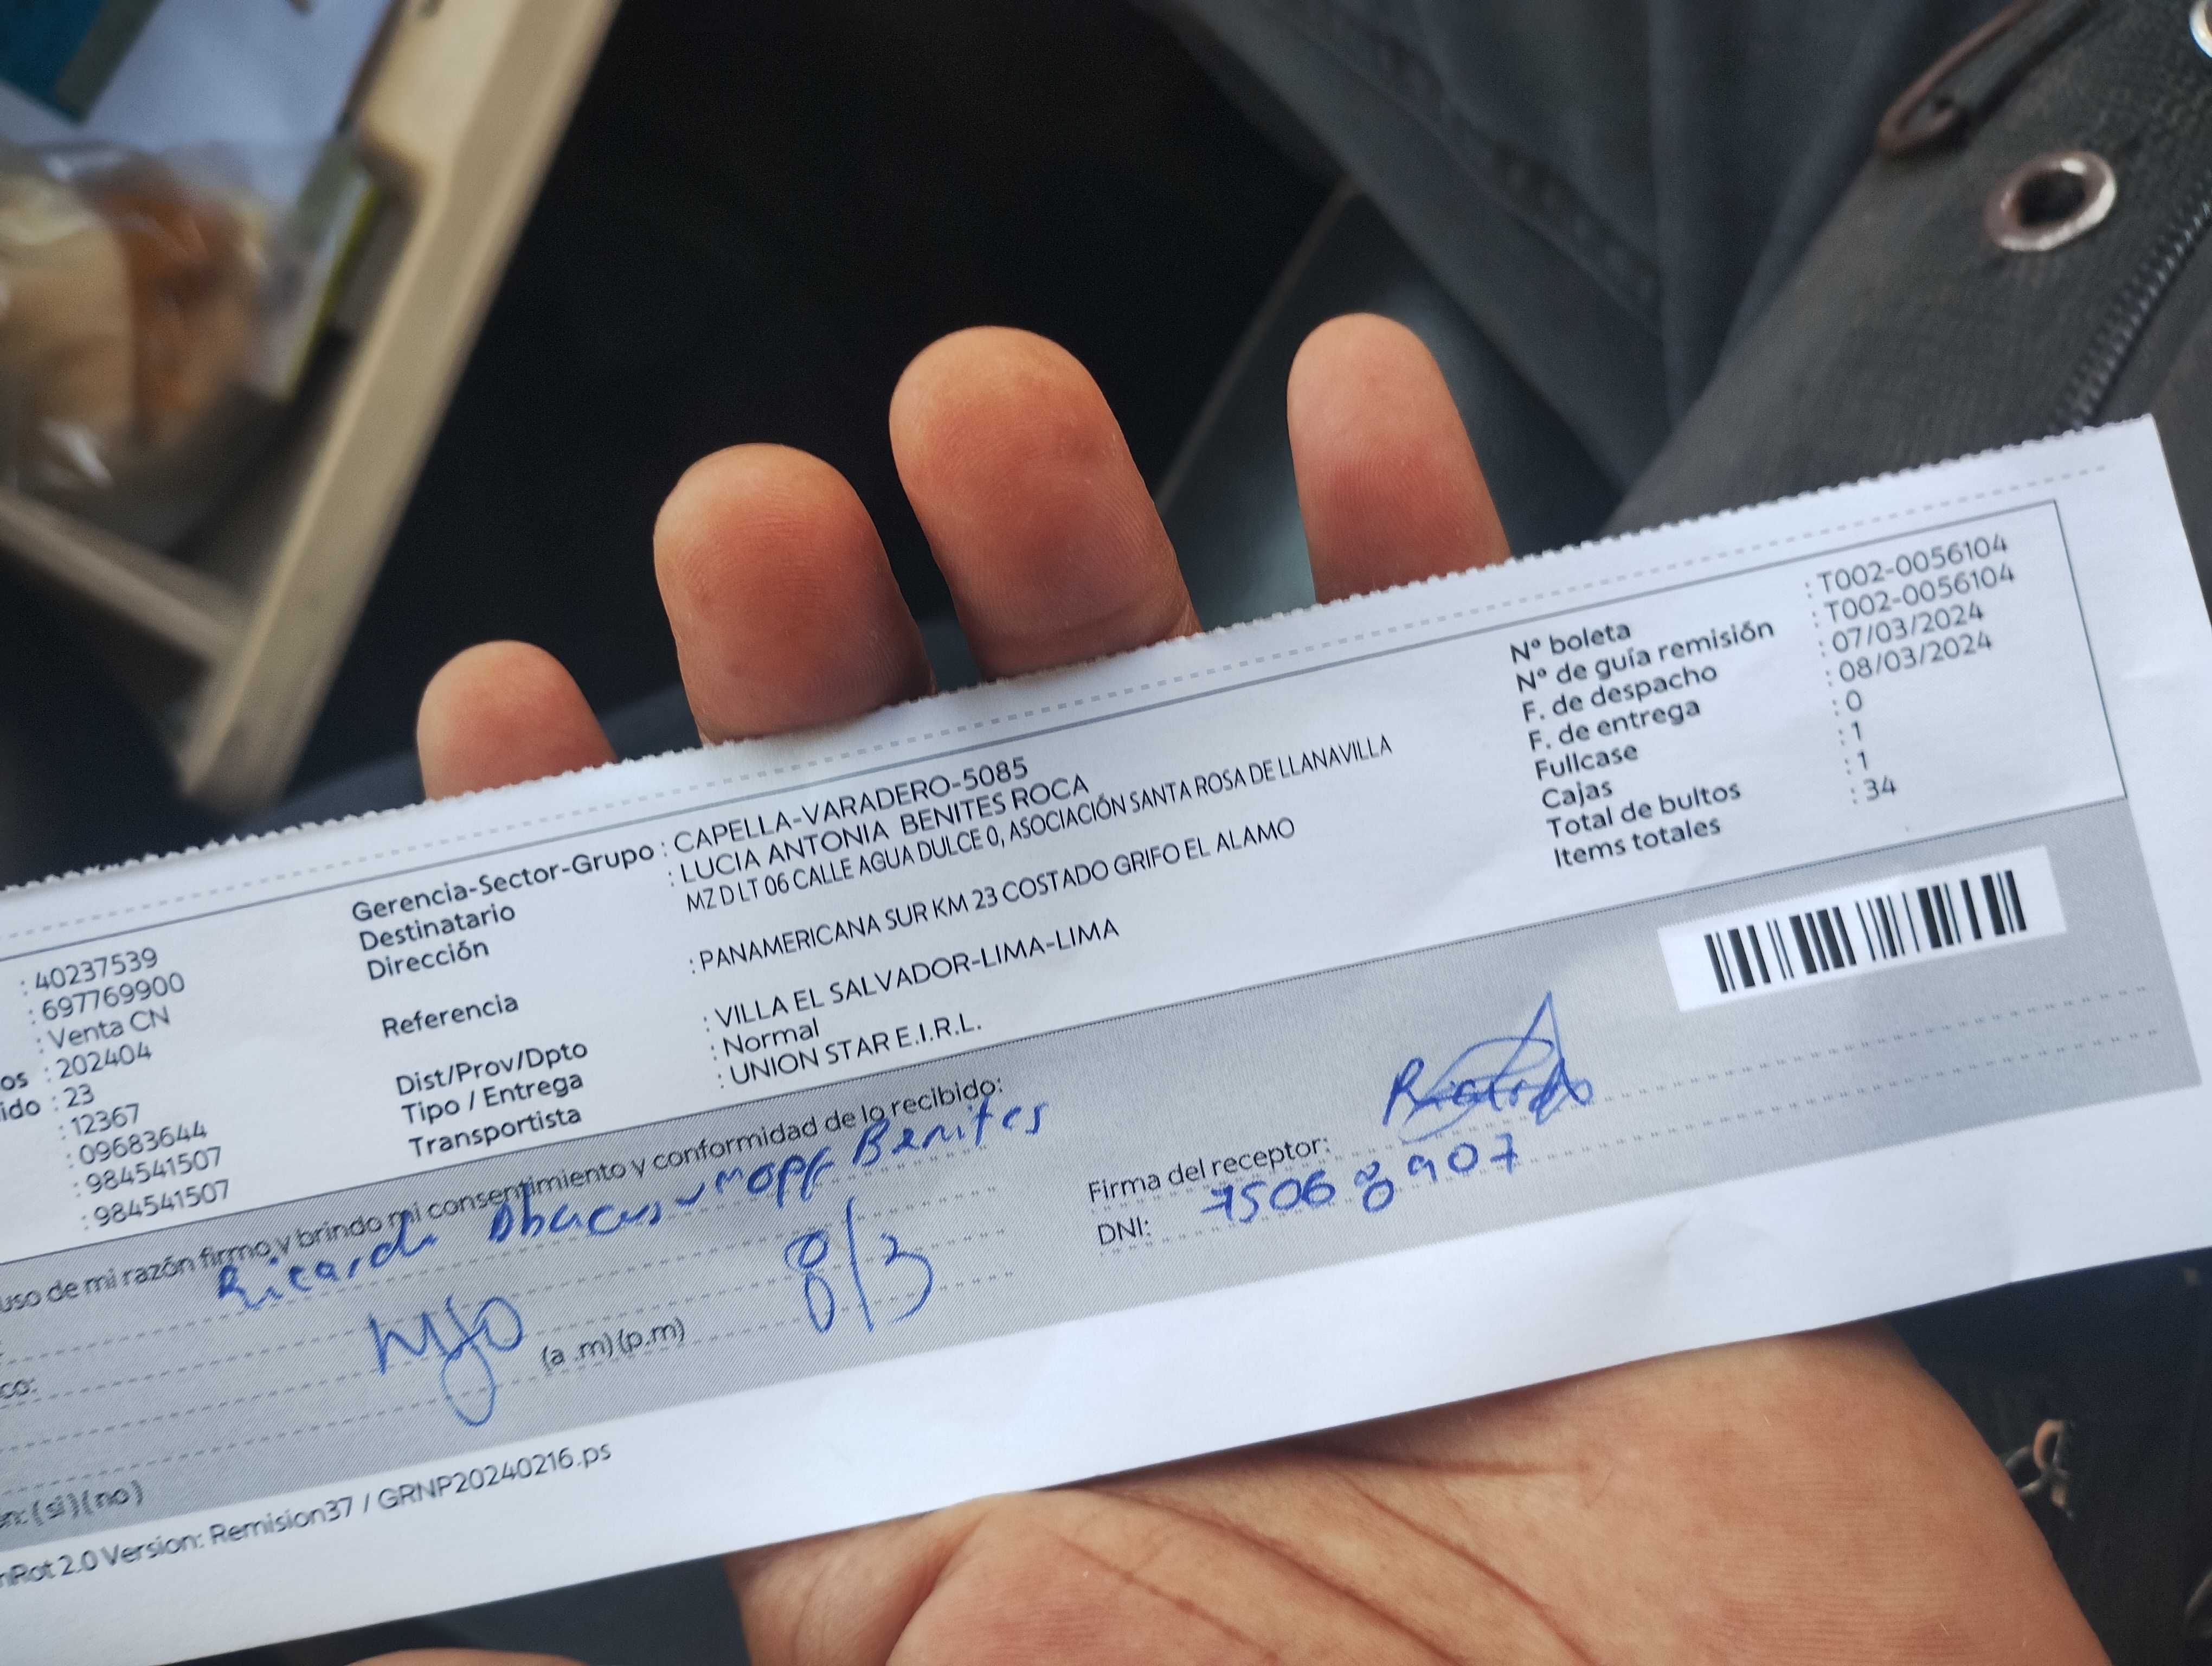 : 40237539
: 697769900
: Venta CN
os : 202404
ido : 23
: 12367
: 09683644
: 984541507
: 984541507
Gerencia-Sector-Grupo : CAPELLA-VARADERO-5085
Destinatario : LUCIA ANTONIA BENITES ROCA
Dirección MZ D LT 06 CALLE AGUA DULCE 0, ASOCIACIÓN SANTA ROSA DE LLANAVILLA
Referencia : PANAMERICANA SUR KM 23 COSTADO GRIFO EL ALAMO
Dist/Prov/Dpto : VILLA EL SALVADOR-LIMA-LIMA
Tipo / Entrega : Normal
Transportista : UNION STAR E.I.R.L.
Nº boleta : T002-0056104
Nº de guía remisión : T002-0056104
F. de despacho : 07/03/2024
F. de entrega : 08/03/2024
Fullcase : 0
Cajas : 1
Total de bultos : 1
Items totales : 34
uso de mi razón firmo y brindo mi consentimiento y conformidad de lo recibido:
Ricardo Benites
co:
(a .m) (p.m) 8/3
n: (si) (no)
Firma del receptor: Ricardo
DNI: 75068907
nRot 2.0 Version: Remision37 / GRNP20240216.ps